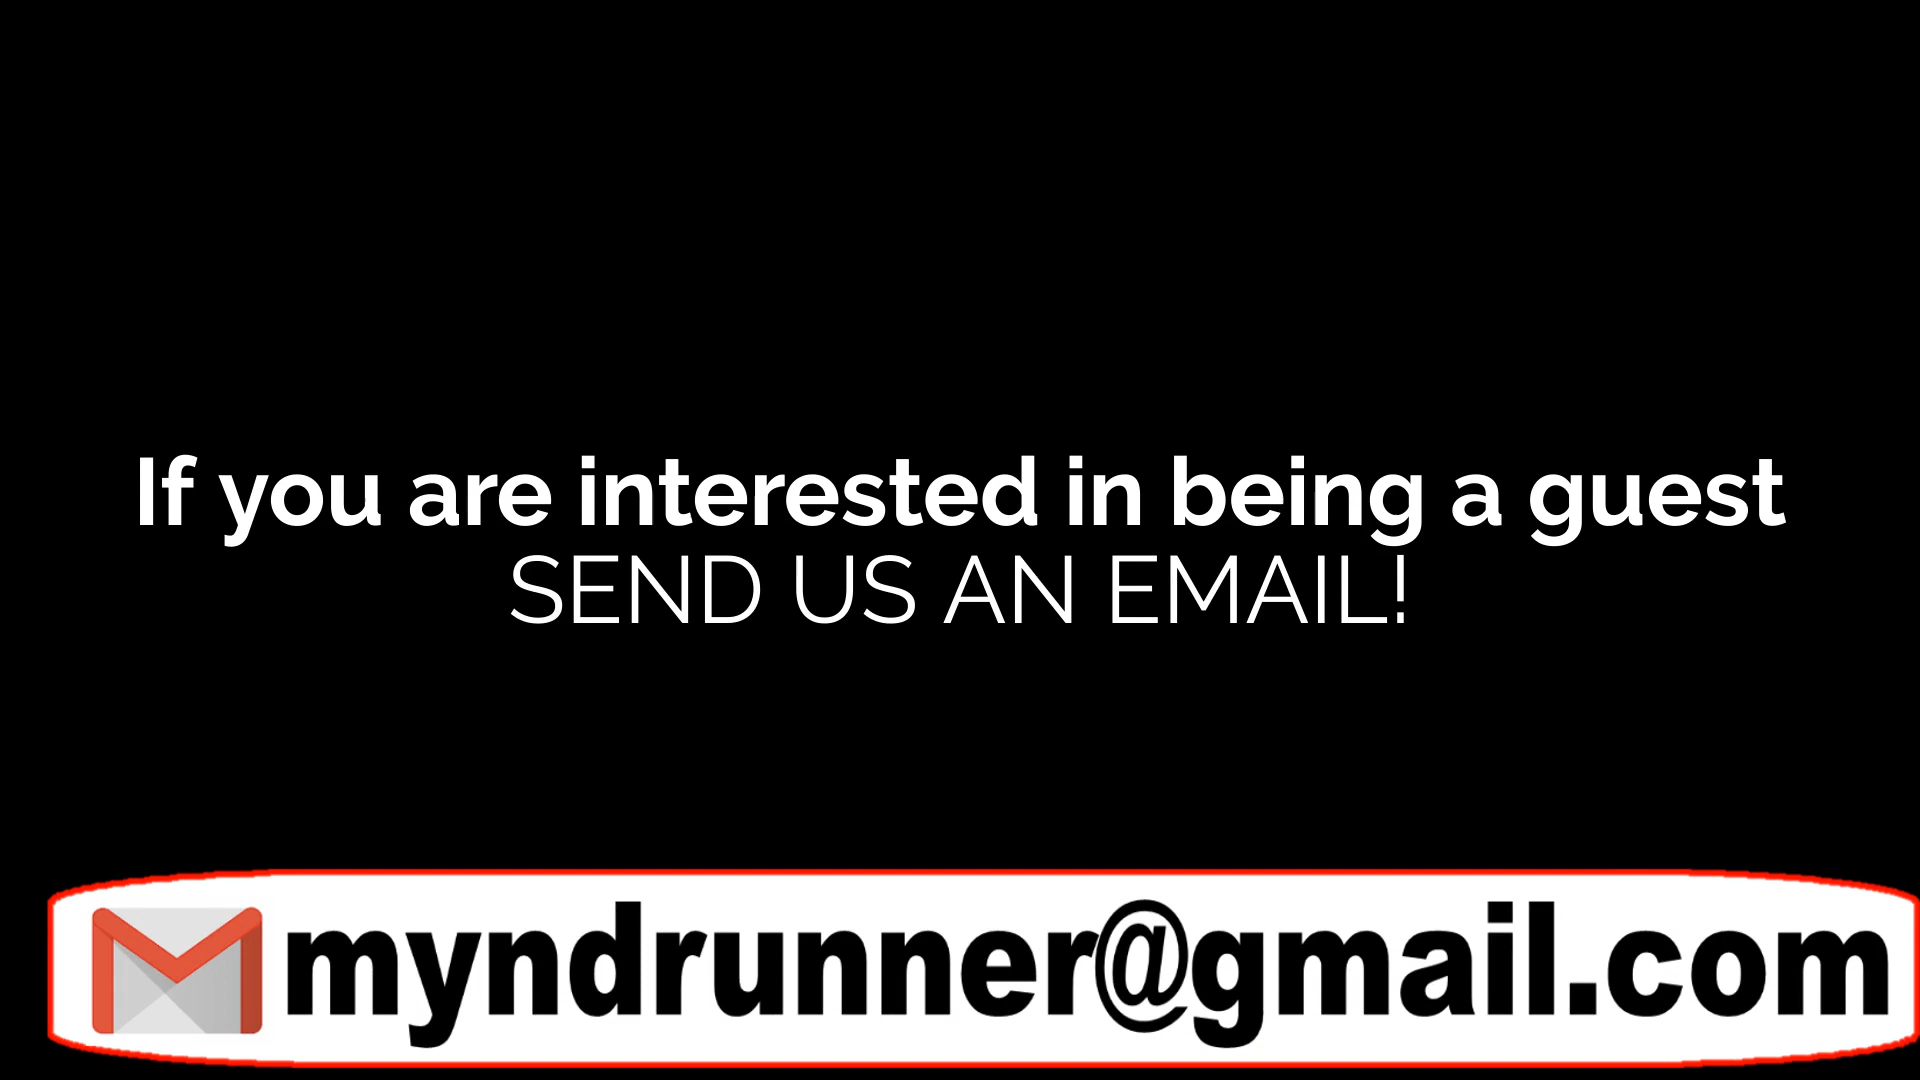 If you are interested in being a guest
SEND US AN EMAIL!
myndrunner@gmail.com